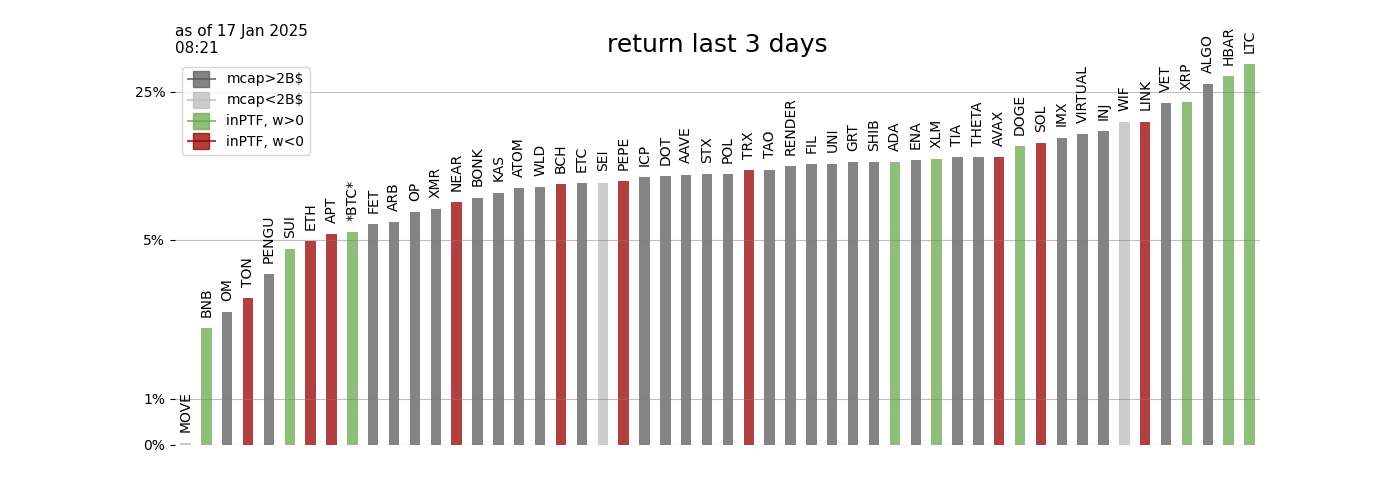 as of 17 Jan 2025
08:21
return last 3 days
mcap>2B$
mcap<2B$
inPTF, w>0
inPTF, w<0
25%
5%
1%
0%
MOVE
BNB
OM
TON
PENGU
SUI
ETH
APT
*BTC*
FET
ARB
OP
XMR
NEAR
BONK
KAS
ATOM
WLD
BCH
ETC
SEI
PEPE
ICP
DOT
AAVE
STX
POL
TRX
TAO
RENDER
FIL
UNI
GRT
SHIB
ADA
ENA
XLM
TIA
THETA
AVAX
DOGE
SOL
IMX
VIRTUAL
INJ
WIF
LINK
VET
XRP
ALGO
HBAR
LTC